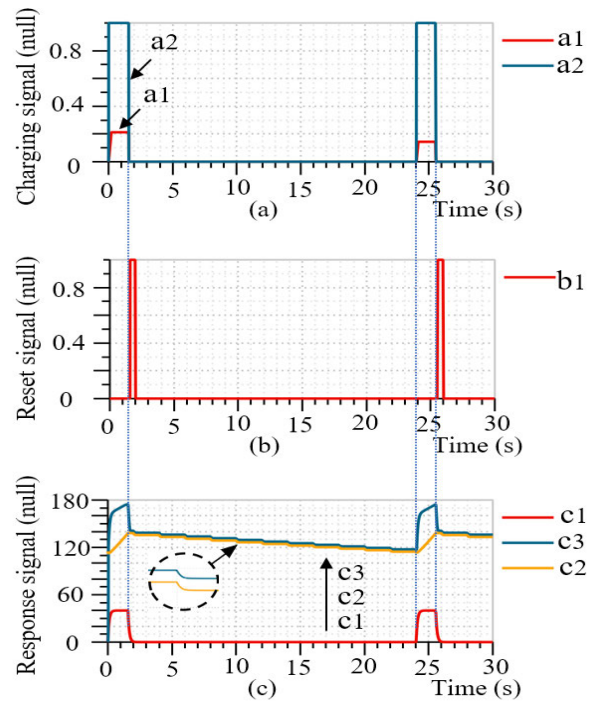 Charging signal (null)
0.8
0.4
0
a2
a1
a1
a2
0 5 10 15 20 25 30
Time (s)
(a)
Reset signal (null)
0.8
0.4
0
b1
0 5 10 15 20 25 30
Time (s)
(b)
Response signal (null)
180
120
60
0
c3
c2
c1
c1
c3
c2
0 5 10 15 20 25 30
Time (s)
(c)